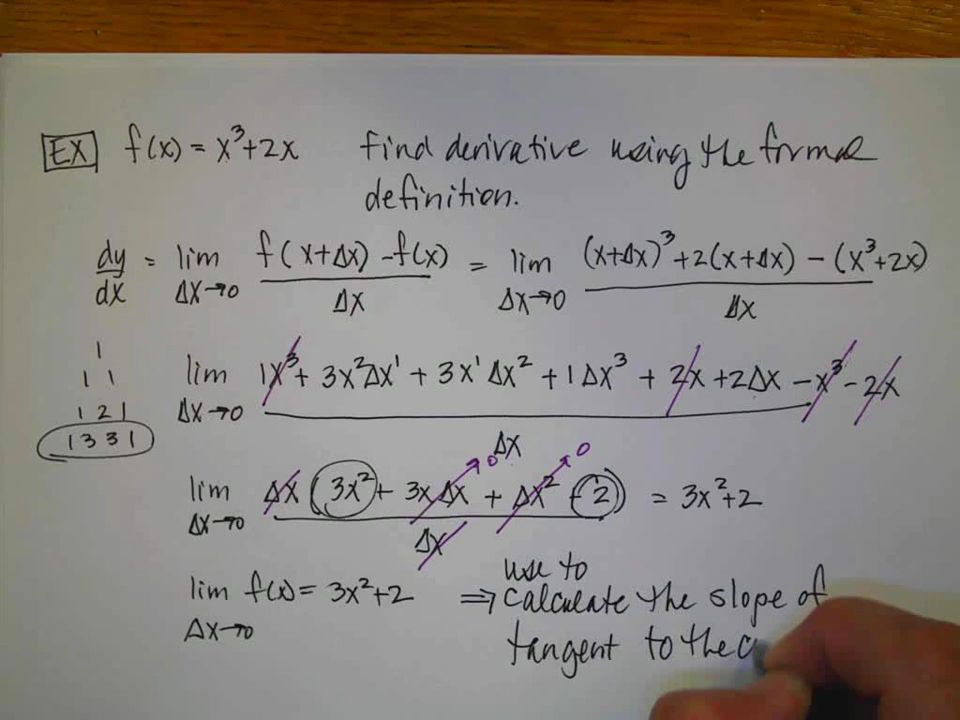 EX f(x) = x³+2x find derivative using the formal
definition.
dy/dx = lim Δx→0 (f(x+Δx) - f(x))/Δx = lim Δx→0 ((x+Δx)³+2(x+Δx) - (x³+2x))/Δx
1
1 1
1 2 1
1 3 3 1
lim Δx→0 (1x³ + 3x²Δx¹ + 3x¹Δx² + 1Δx³ + 2x + 2Δx - x³ - 2x)/Δx
lim Δx→0 Δx(3x² + 3xΔx + Δx² + 2)/Δx = 3x²+2
0 0
lim Δx→0 f(x) = 3x²+2 ⇒ use to
calculate the slope of
tangent to the